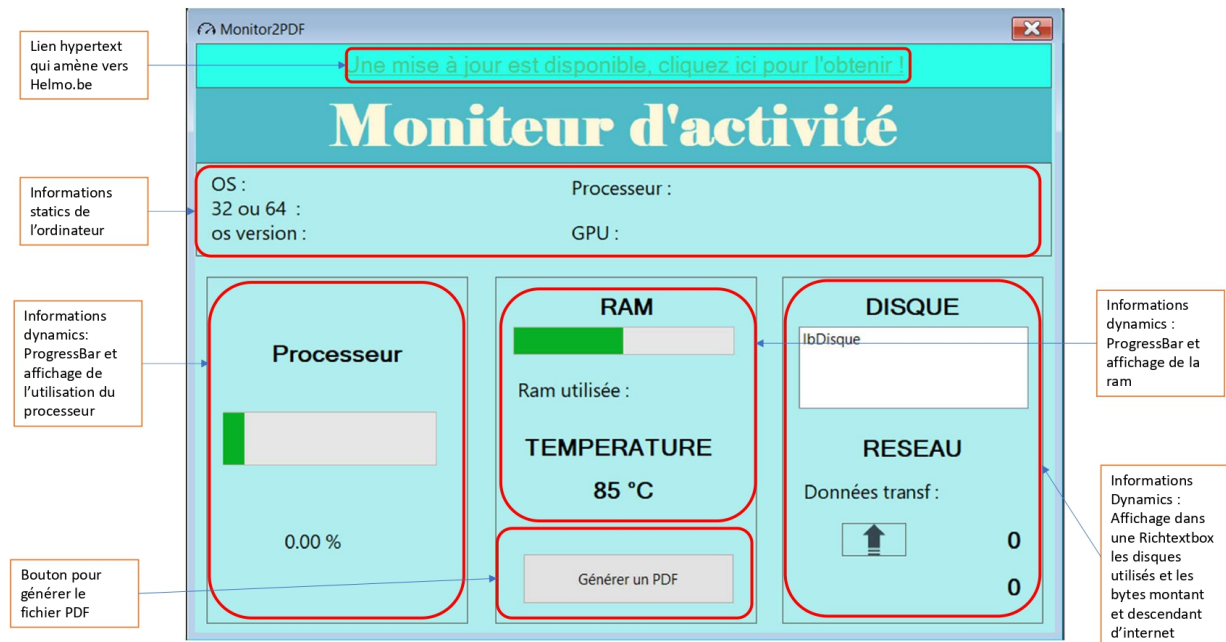 Monitor2PDF
Lien hypertext
qui amène vers
Helmo.be
Une mise à jour est disponible, cliquez ici pour l'obtenir !
Moniteur d'activité
Informations
statics de
l'ordinateur
OS :
32 ou 64 :
os version :
Processeur :
GPU :
Informations
dynamics:
ProgressBar et
affichage de
l'utilisation du
processeur
Processeur
0.00 %
RAM
Ram utilisée :
TEMPERATURE
85 °C
Générer un PDF
DISQUE
lbDisque
RESEAU
Données transf :
0
0
Informations
dynamics :
ProgressBar et
affichage de la
ram
Informations
Dynamics :
Affichage dans
une Richtextbox
les disques
utilisés et les
bytes montant
et descendant
d'internet
Bouton pour
générer le
fichier PDF